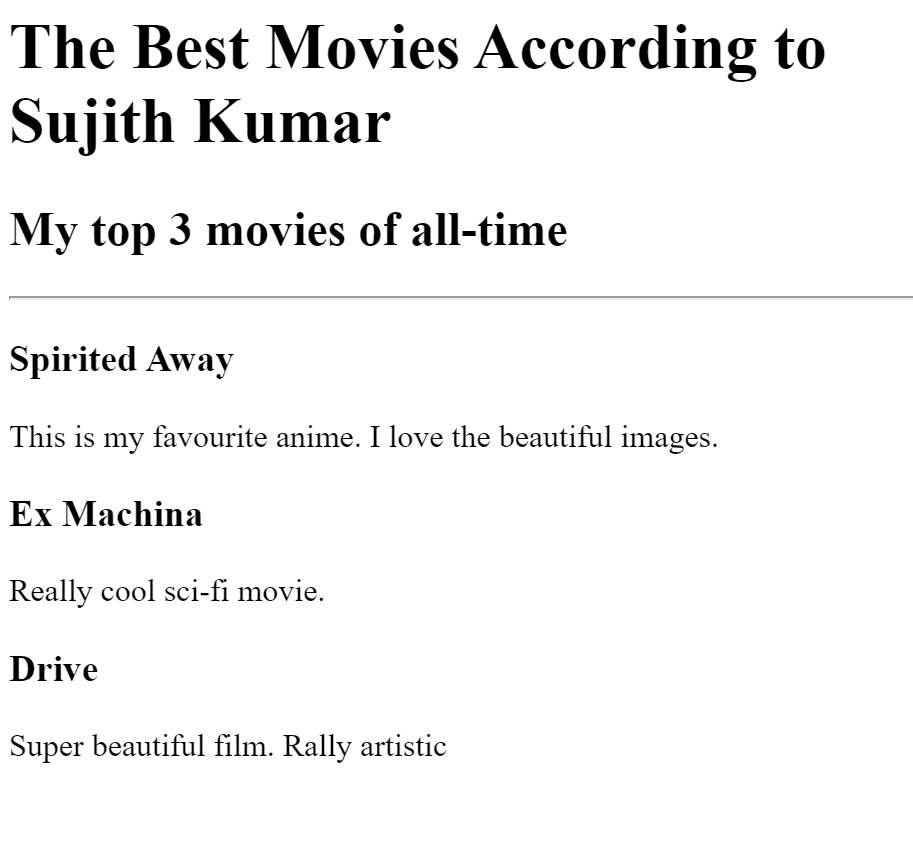 The Best Movies According to
Sujith Kumar
My top 3 movies of all-time
Spirited Away
This is my favourite anime. I love the beautiful images.
Ex Machina
Really cool sci-fi movie.
Drive
Super beautiful film. Rally artistic